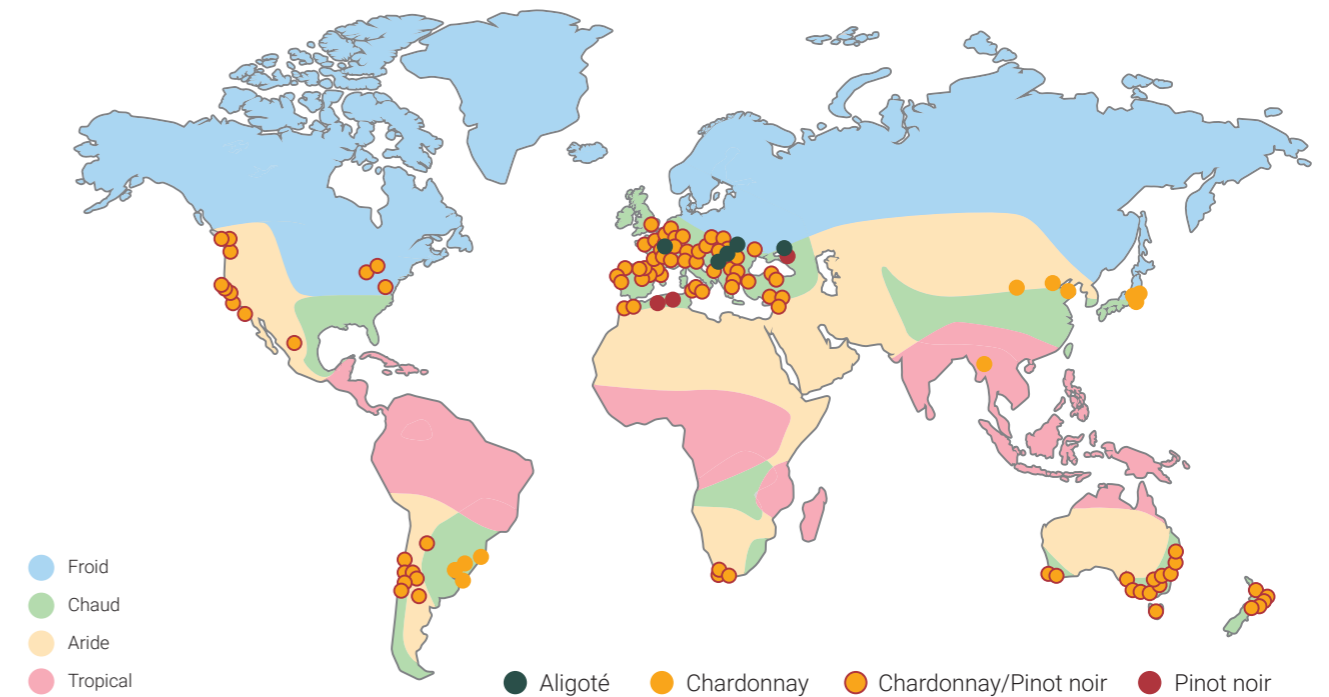 Froid
Chaud
Aride
Tropical
Aligoté
Chardonnay
Chardonnay/Pinot noir
Pinot noir